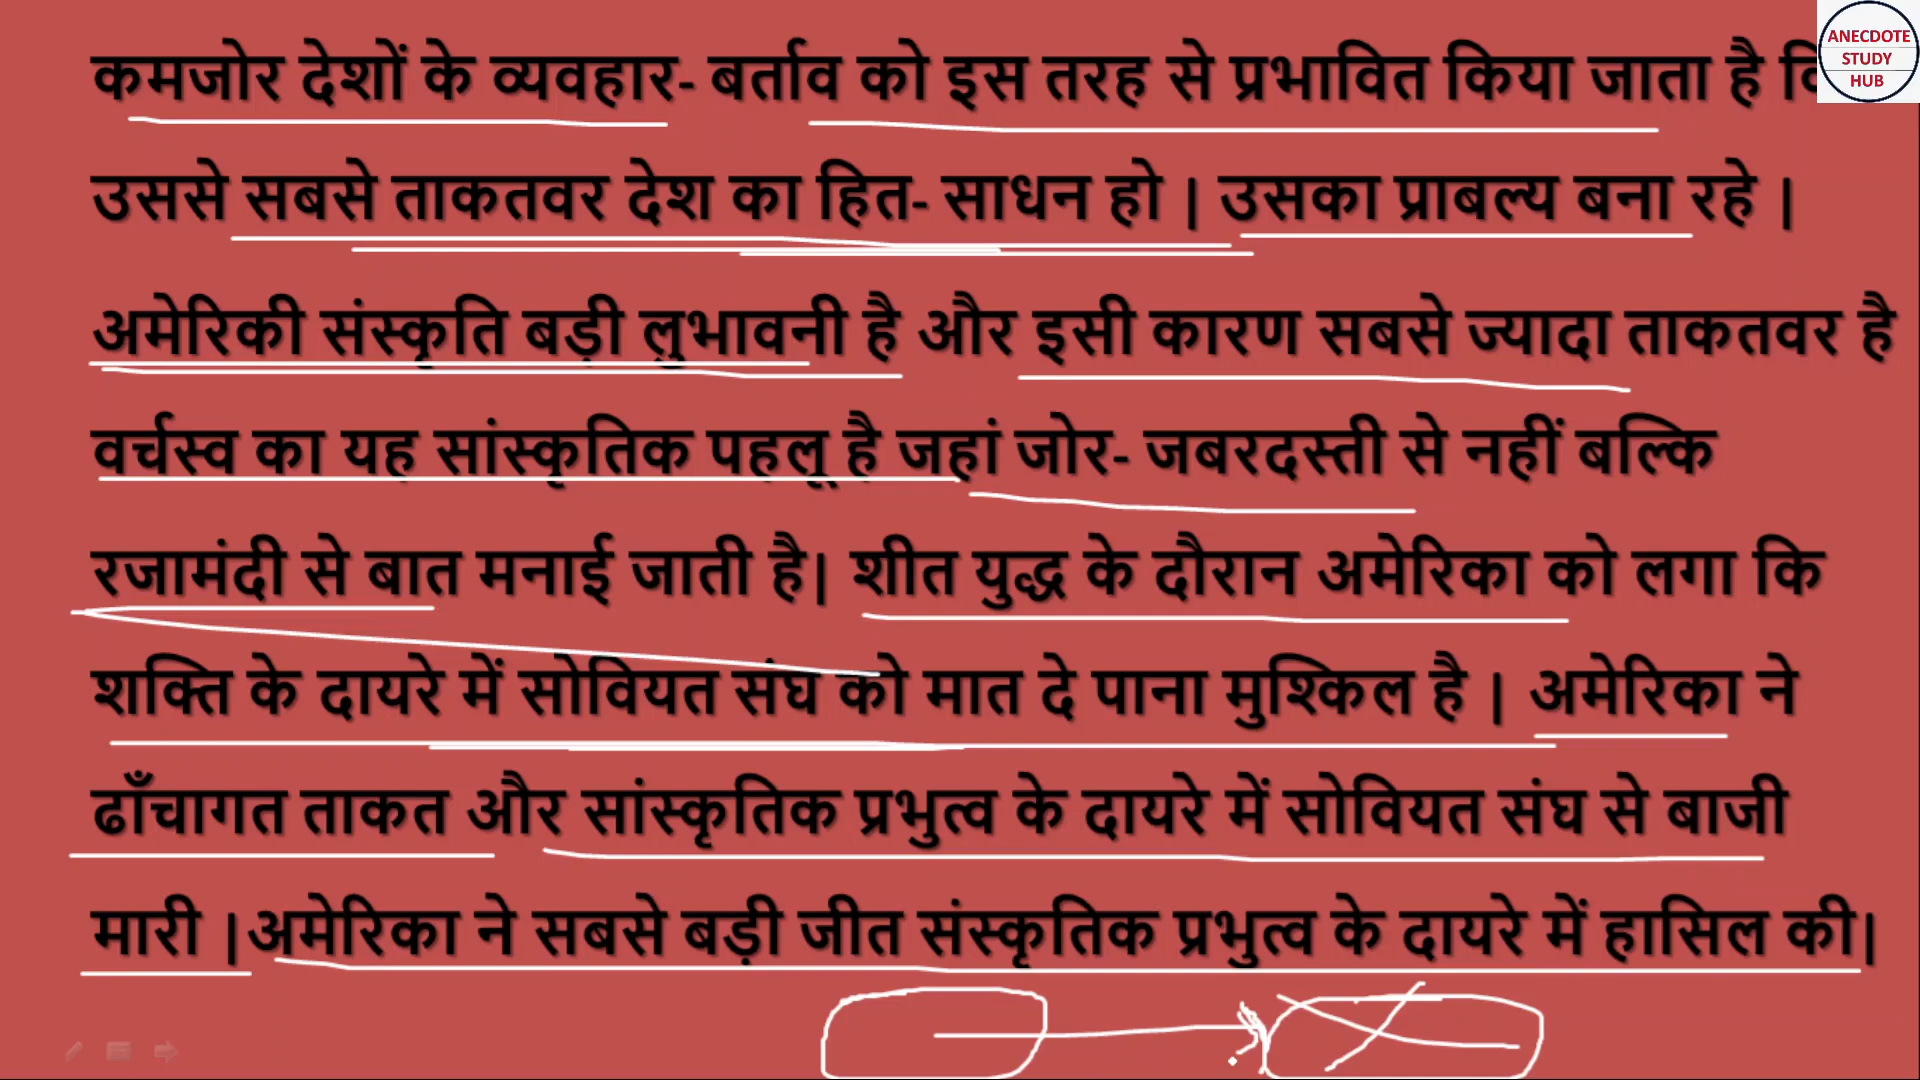 कमजोर देशों के व्यवहार- बर्ताव को इस तरह से प्रभावित किया जाता है
उससे सबसे ताकतवर देश का हित- साधन हो | उसका प्राबल्य बना रहे |
अमेरिकी संस्कृति बड़ी लुभावनी है और इसी कारण सबसे ज्यादा ताकतवर है
वर्चस्व का यह सांस्कृतिक पहलू है जहां जोर- जबरदस्ती से नहीं बल्कि
रजामंदी से बात मनाई जाती है| शीत युद्ध के दौरान अमेरिका को लगा कि
शक्ति के दायरे में सोवियत संघ को मात दे पाना मुश्किल है | अमेरिका ने
ढाँचागत ताकत और सांस्कृतिक प्रभुत्व के दायरे में सोवियत संघ से बाजी
मारी |अमेरिका ने सबसे बड़ी जीत संस्कृतिक प्रभुत्व के दायरे में हासिल की|
ANECDOTE
STUDY
HUB